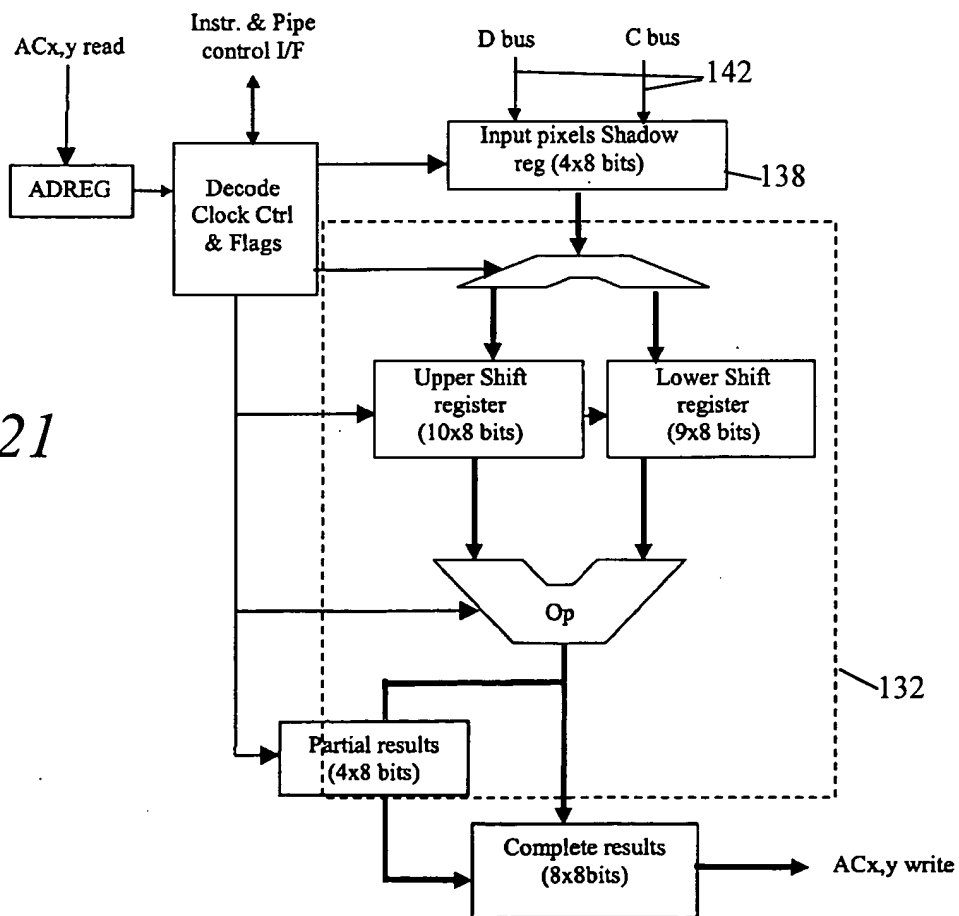 ACx,y read
Instr. & Pipe
control I/F
D bus
C bus
142
Input pixels Shadow
reg (4x8 bits)
138
ADREG
Decode
Clock Ctrl
& Flags
Upper Shift
register
(10x8 bits)
Lower Shift
register
(9x8 bits)
21
Op
132
Partial results
(4x8 bits)
Complete results
(8x8bits)
ACx,y write